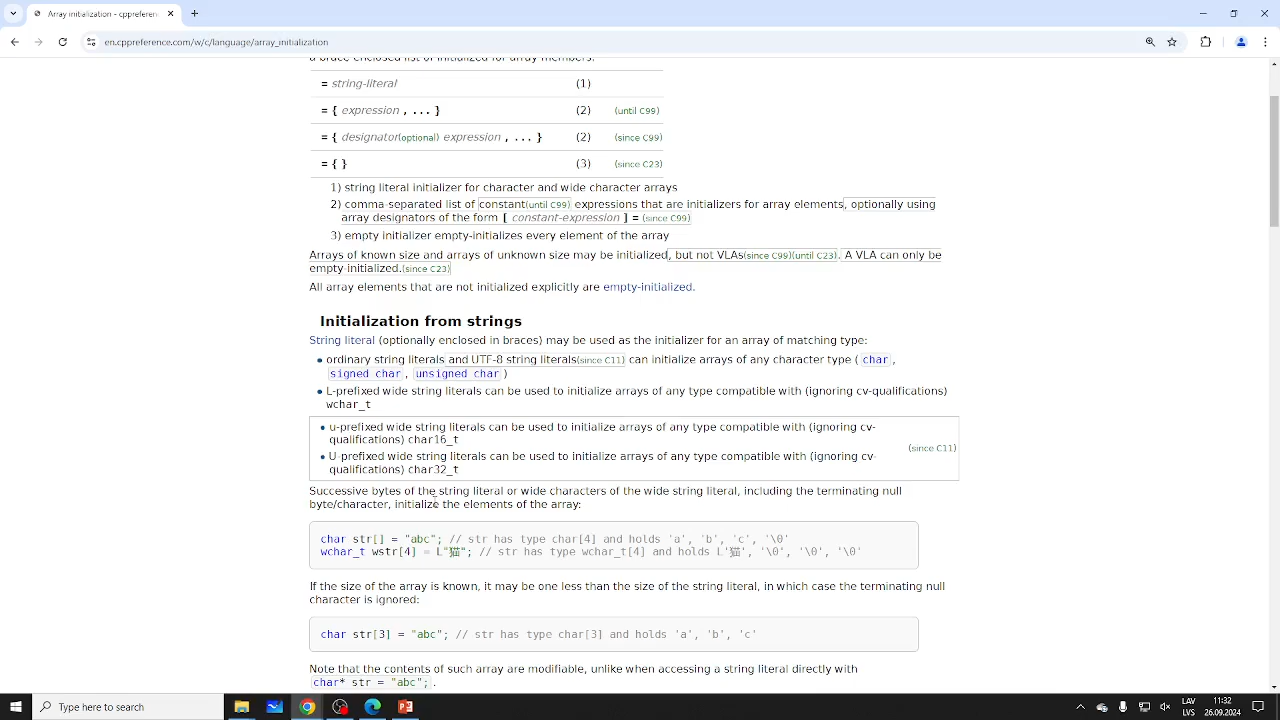 Array initialization - cppreferen
en.cppreference.com/w/c/language/array_initialization
= string-literal (1)
= { expression , ... } (2) (until C99)
= { designator(optional) expression , ... } (2) (since C99)
= { } (3) (since C23)
1) string literal initializer for character and wide character arrays
2) comma-separated list of constant(until C99) expressions that are initializers for array elements, optionally using
array designators of the form [ constant-expression ] = (since C99)
3) empty initializer empty-initializes every element of the array
Arrays of known size and arrays of unknown size may be initialized, but not VLAs(since C99)(until C23). A VLA can only be
empty-initialized.(since C23)
All array elements that are not initialized explicitly are empty-initialized.
Initialization from strings
String literal (optionally enclosed in braces) may be used as the initializer for an array of matching type:
• ordinary string literals and UTF-8 string literals(since C11) can initialize arrays of any character type ( char ,
signed char , unsigned char )
• L-prefixed wide string literals can be used to initialize arrays of any type compatible with (ignoring cv-qualifications)
wchar_t
• u-prefixed wide string literals can be used to initialize arrays of any type compatible with (ignoring cv-
qualifications) char16_t
• U-prefixed wide string literals can be used to initialize arrays of any type compatible with (ignoring cv-
qualifications) char32_t
(since C11)
Successive bytes of the string literal or wide characters of the wide string literal, including the terminating null
byte/character, initialize the elements of the array:
char str[] = "abc"; // str has type char[4] and holds 'a', 'b', 'c', '\0'
wchar_t wstr[4] = L"猫"; // str has type wchar_t[4] and holds L'猫', '\0', '\0', '\0'
If the size of the array is known, it may be one less than the size of the string literal, in which case the terminating null
character is ignored:
char str[3] = "abc"; // str has type char[3] and holds 'a', 'b', 'c'
Note that the contents of such array are modifiable, unlike when accessing a string literal directly with
char* str = "abc"; .
Type here to search
LAV
LVS
11:32
26.09.2024